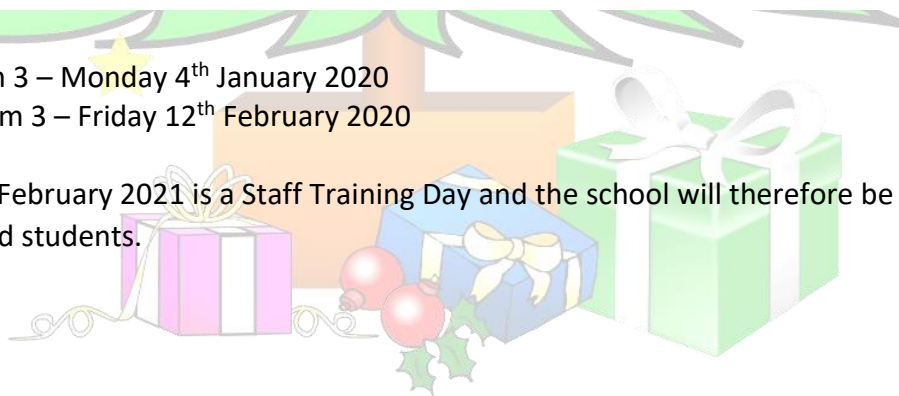 3 – Monday 4th January 2020
3 – Friday 12th February 2020
February 2021 is a Staff Training Day and the school will therefore be
students.